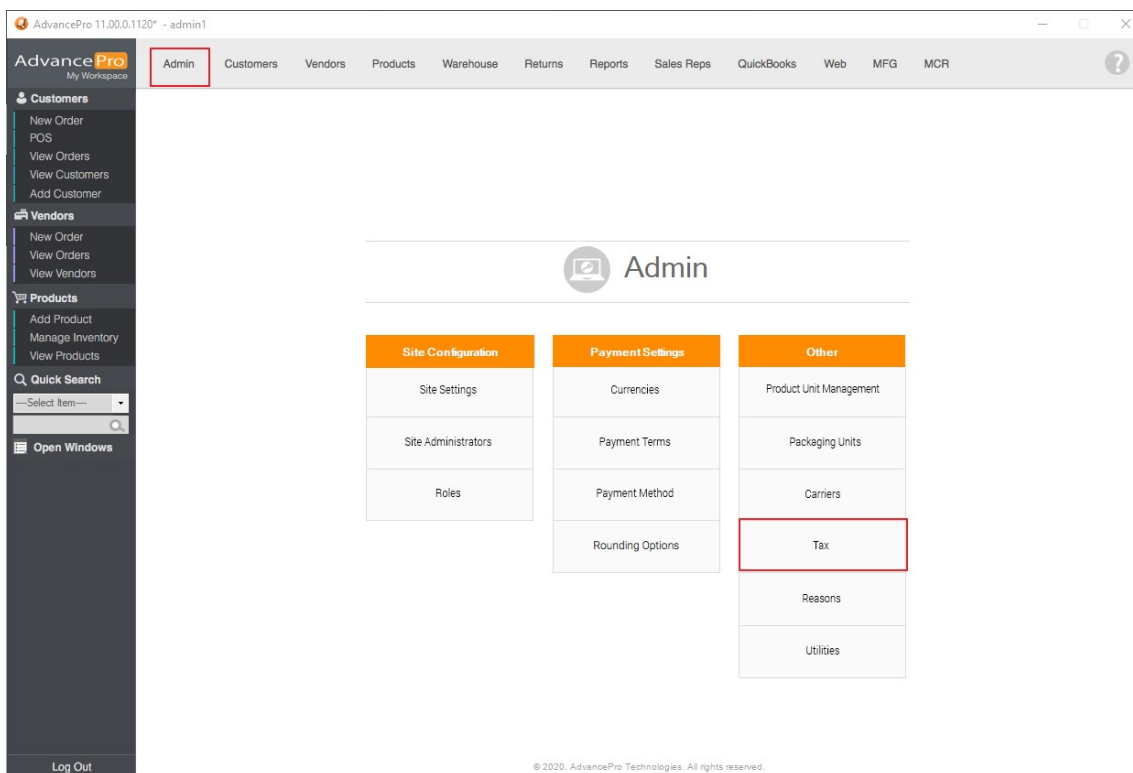 AdvancePro 11.00.0.1120* - admin1
AdvancePro
My Workspace
Admin Customers Vendors Products Warehouse Returns Reports Sales Reps QuickBooks Web MFG MCR
?
Customers
New Order
POS
View Orders
View Customers
Add Customer
Vendors
New Order
View Orders
View Vendors
Products
Add Product
Manage Inventory
View Products
Quick Search
---Select Item---
Open Windows
Log Out
Admin
Site Configuration
Site Settings
Site Administrators
Roles
Payment Settings
Currencies
Payment Terms
Payment Method
Rounding Options
Other
Product Unit Management
Packaging Units
Carriers
Tax
Reasons
Utilities
© 2020, AdvancePro Technologies. All rights reserved.